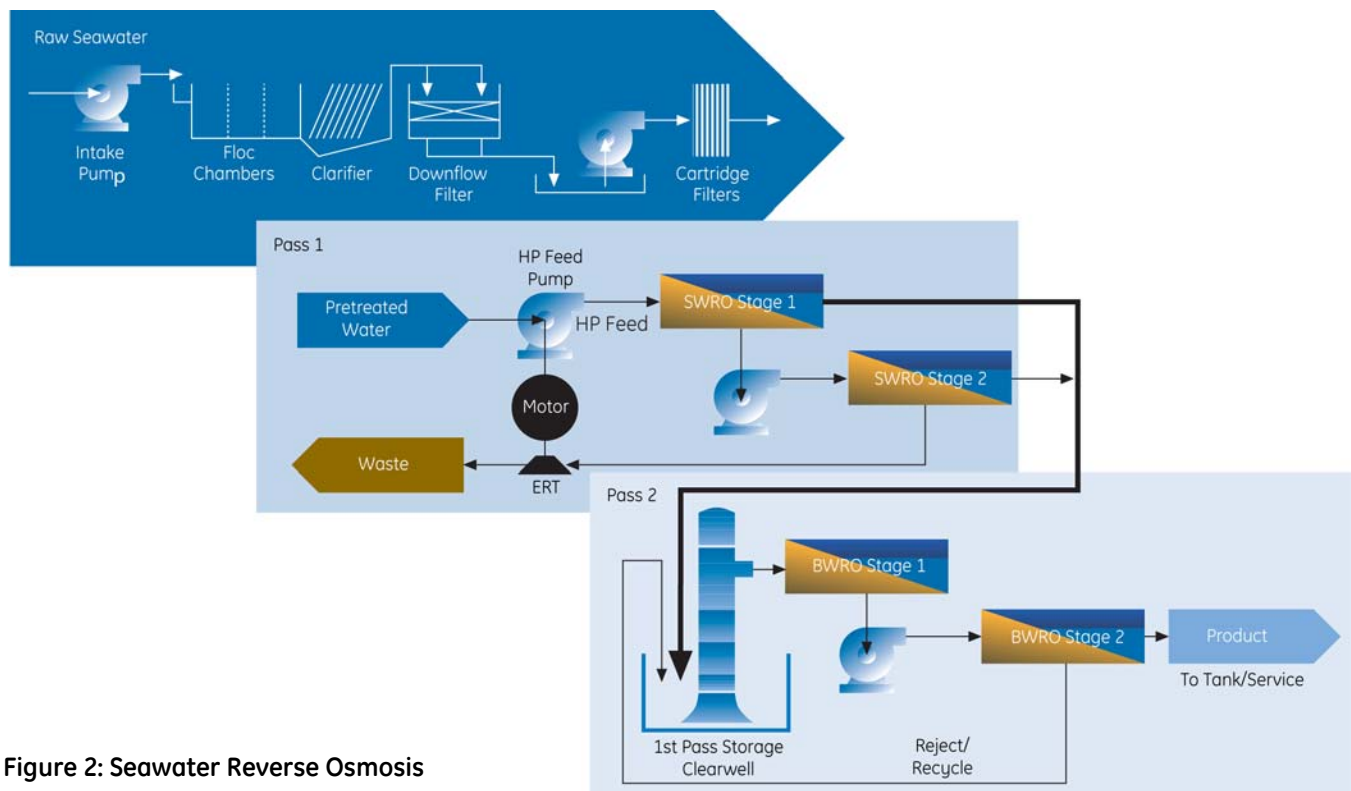 Raw Seawater
Intake
Pump
Floc
Chambers
Clarifier
Downflow
Filter
Cartridge
Filters
Pass 1
HP Feed
Pump
Pretreated
Water
HP Feed
SWRO Stage 1
SWRO Stage 2
Motor
Waste
ERT
Pass 2
BWRO Stage 1
BWRO Stage 2
Product
To Tank/Service
1st Pass Storage
Clearwell
Reject/
Recycle
Figure 2: Seawater Reverse Osmosis